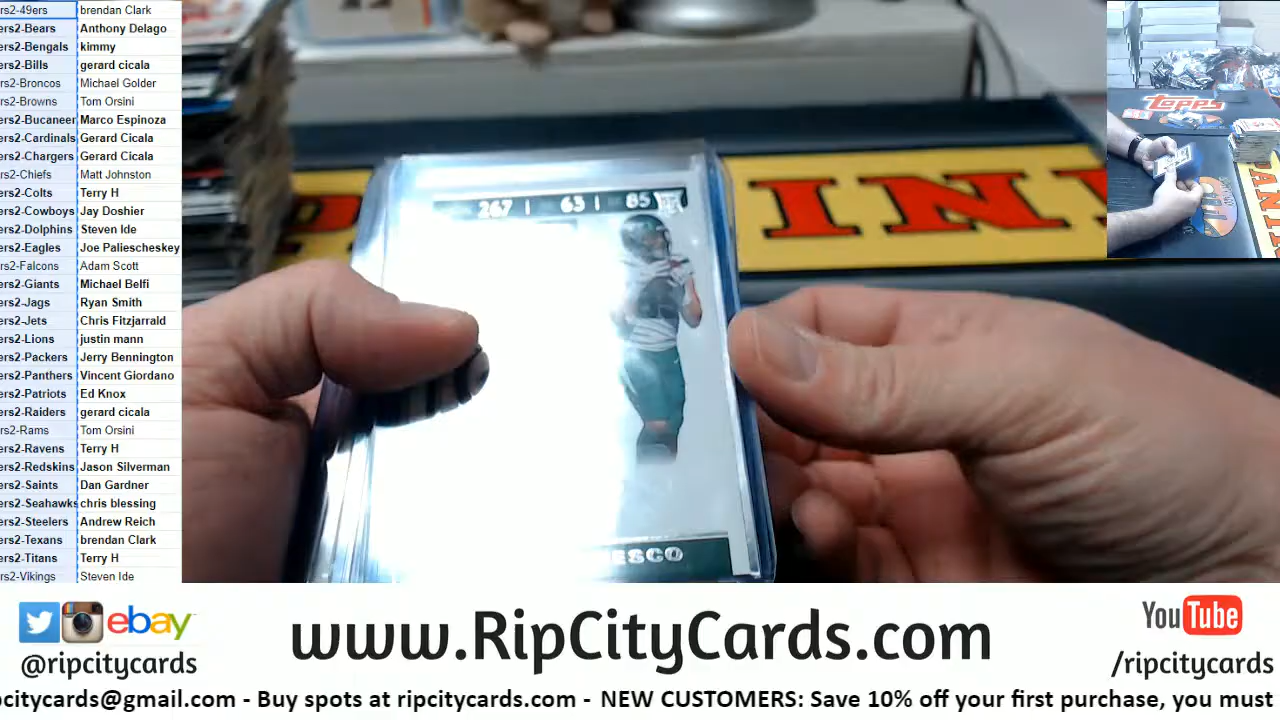 rs2-49ers brendan Clark
ers2-Bears Anthony Delago
ers2-Bengals kimmy
ers2-Bills gerard cicala
rs2-Broncos Michael Golder
rs2-Browns Tom Orsini
ers2-Bucaneer Marco Espinoza
ers2-Cardinals Gerard Cicala
ers2-Chargers Gerard Cicala
rs2-Chiefs Matt Johnston
ers2-Colts Terry H
ers2-Cowboys Jay Doshier
ers2-Dolphins Steven Ide
ers2-Eagles Joe Paliescheskey
rs2-Falcons Adam Scott
ers2-Giants Michael Belfi
ers2-Jags Ryan Smith
ers2-Jets Chris Fitzjarrald
ers2-Lions justin mann
ers2-Packers Jerry Bennington
ers2-Panthers Vincent Giordano
ers2-Patriots Ed Knox
ers2-Raiders gerard cicala
ers2-Rams Tom Orsini
ers2-Ravens Terry H
ers2-Redskins Jason Silverman
ers2-Saints Dan Gardner
ers2-Seahawks chris blessing
ers2-Steelers Andrew Reich
ers2-Texans brendan Clark
ers2-Titans Terry H
ers2-Vikings Steven Ide
267 | 63 | 85
ESCO
P INI
TOPPS
PANINI
ebay
@ripcitycards
www.RipCityCards.com
YouTube
/ripcitycards
pcitycards@gmail.com - Buy spots at ripcitycards.com - NEW CUSTOMERS: Save 10% off your first purchase, you must